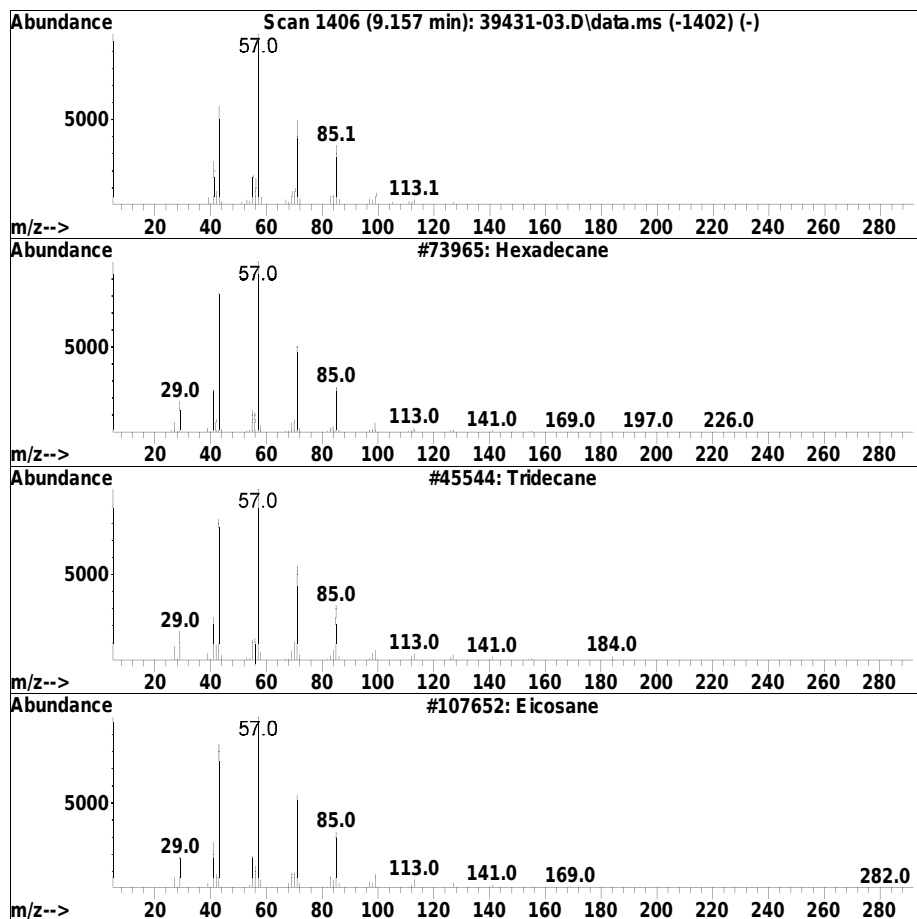 Abundance Scan 1406 (9.157 min): 39431-03.D\data.ms (-1402) (-)
57.0
5000
85.1
113.1
m/z--> 20 40 60 80 100 120 140 160 180 200 220 240 260 280
Abundance #73965: Hexadecane
57.0
5000
29.0 85.0
113.0 141.0 169.0 197.0 226.0
m/z--> 20 40 60 80 100 120 140 160 180 200 220 240 260 280
Abundance #45544: Tridecane
57.0
5000
85.0
29.0
113.0 141.0 184.0
m/z--> 20 40 60 80 100 120 140 160 180 200 220 240 260 280
Abundance #107652: Eicosane
57.0
5000
85.0
29.0
113.0 141.0 169.0 282.0
m/z--> 20 40 60 80 100 120 140 160 180 200 220 240 260 280